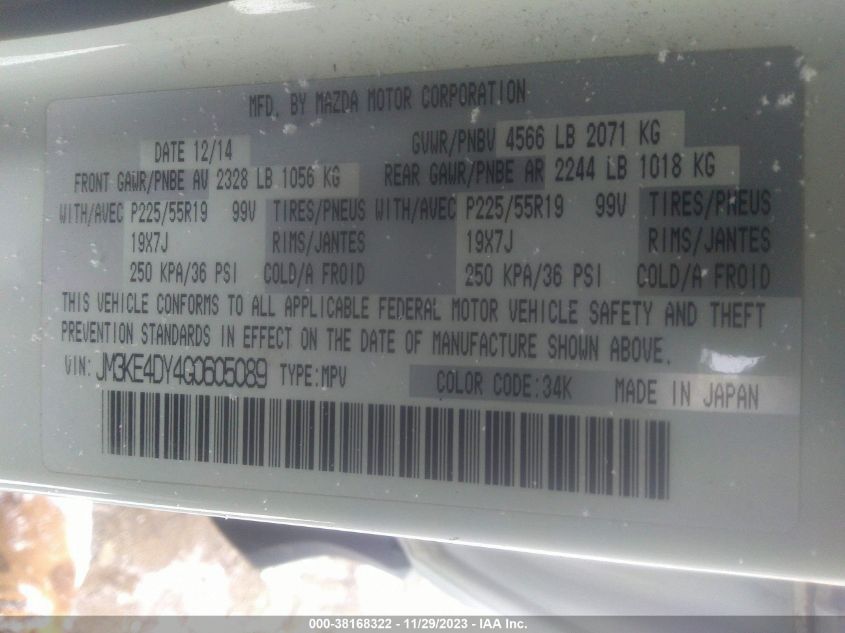 MFD. BY MAZDA MOTOR CORPORATION
DATE 12/14 GVWR/PNBV 4566 LB 2071 KG
FRONT GAWR/PNBE AV 2328 LB 1056 KG REAR GAWR/PNBE AR 2244 LB 1018 KG
WITH/AVEC P225/55R19 99V TIRES/PNEUS WITH/AVEC P225/55R19 99V TIRES/PNEUS
19X7J RIMS/JANTES 19X7J RIMS/JANTES
250 KPA/36 PSI COLD/A FROID 250 KPA/36 PSI COLD/A FROID
THIS VEHICLE CONFORMS TO ALL APPLICABLE FEDERAL MOTOR VEHICLE SAFETY AND THEFT
PREVENTION STANDARDS IN EFFECT ON THE DATE OF MANUFACTURE SHOWN ABOVE.
VIN: JM3KE4DY4G0605089 TYPE:MPV COLOR CODE:34K MADE IN JAPAN
000-38168322 - 11/29/2023 - IAA Inc.